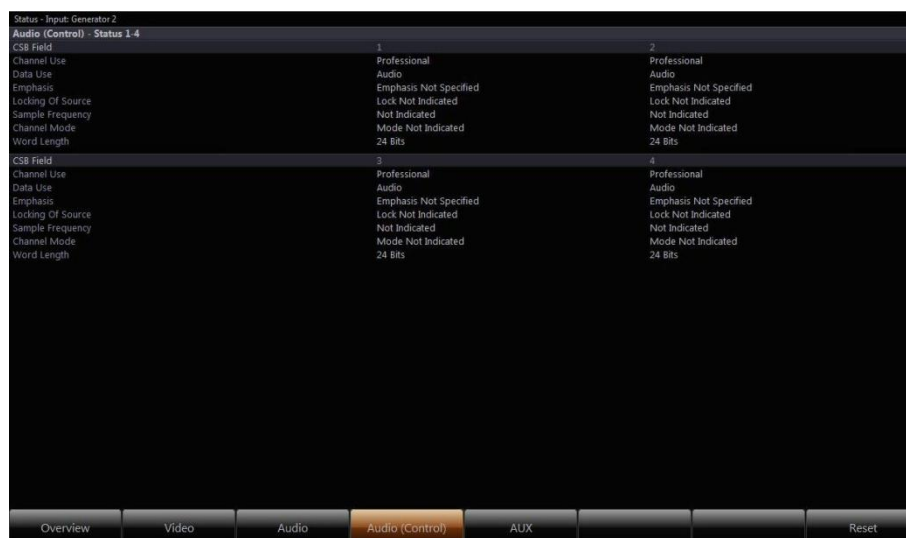 Status - Input: Generator 2
Audio (Control) - Status 1-4
CSB Field 1 2
Channel Use Professional Professional
Data Use Audio Audio
Emphasis Emphasis Not Specified Emphasis Not Specified
Locking Of Source Lock Not Indicated Lock Not Indicated
Sample Frequency Not Indicated Not Indicated
Channel Mode Mode Not Indicated Mode Not Indicated
Word Length 24 Bits 24 Bits
CSB Field 3 4
Channel Use Professional Professional
Data Use Audio Audio
Emphasis Emphasis Not Specified Emphasis Not Specified
Locking Of Source Lock Not Indicated Lock Not Indicated
Sample Frequency Not Indicated Not Indicated
Channel Mode Mode Not Indicated Mode Not Indicated
Word Length 24 Bits 24 Bits
Overview Video Audio Audio (Control) AUX Reset